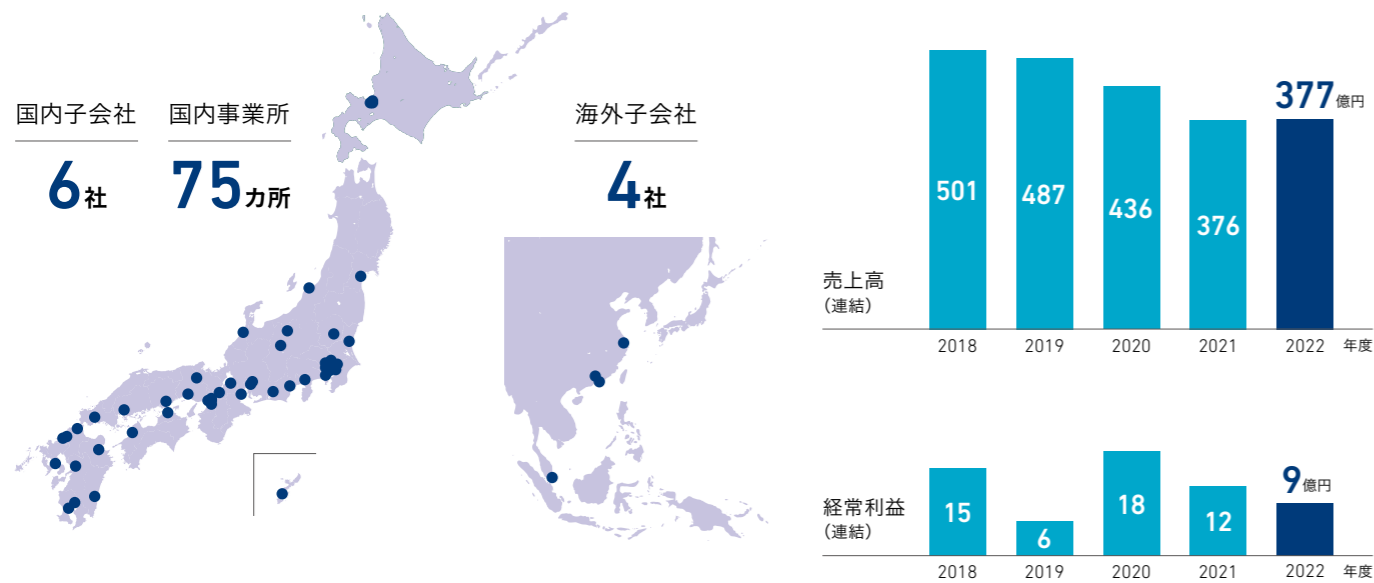 国内子会社
6社
国内事業所
75カ所
海外子会社
4社
377億円
501
487
436
376
売上高
（連結）
2018
2019
2020
2021
2022
年度
9億円
15
6
18
12
経常利益
（連結）
2018
2019
2020
2021
2022
年度